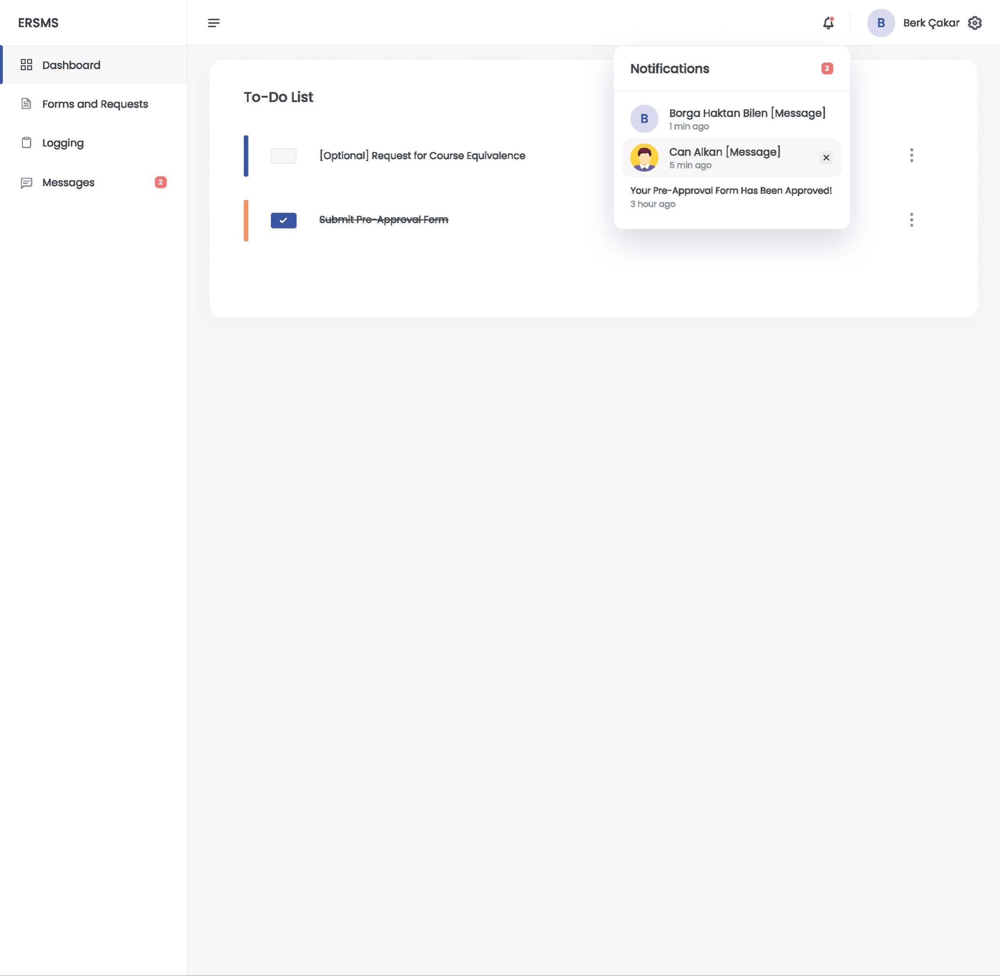 ERSMS
B
Berk Çakar
Dashboard
Forms and Requests
Logging
Messages
2
To-Do List
[Optional] Request for Course Equivalence
Submit Pre-Approval Form
Notifications
3
B
Borga Haktan Bilen [Message]
1 min ago
Can Alkan [Message]
5 min ago
Your Pre-Approval Form Has Been Approved!
3 hour ago